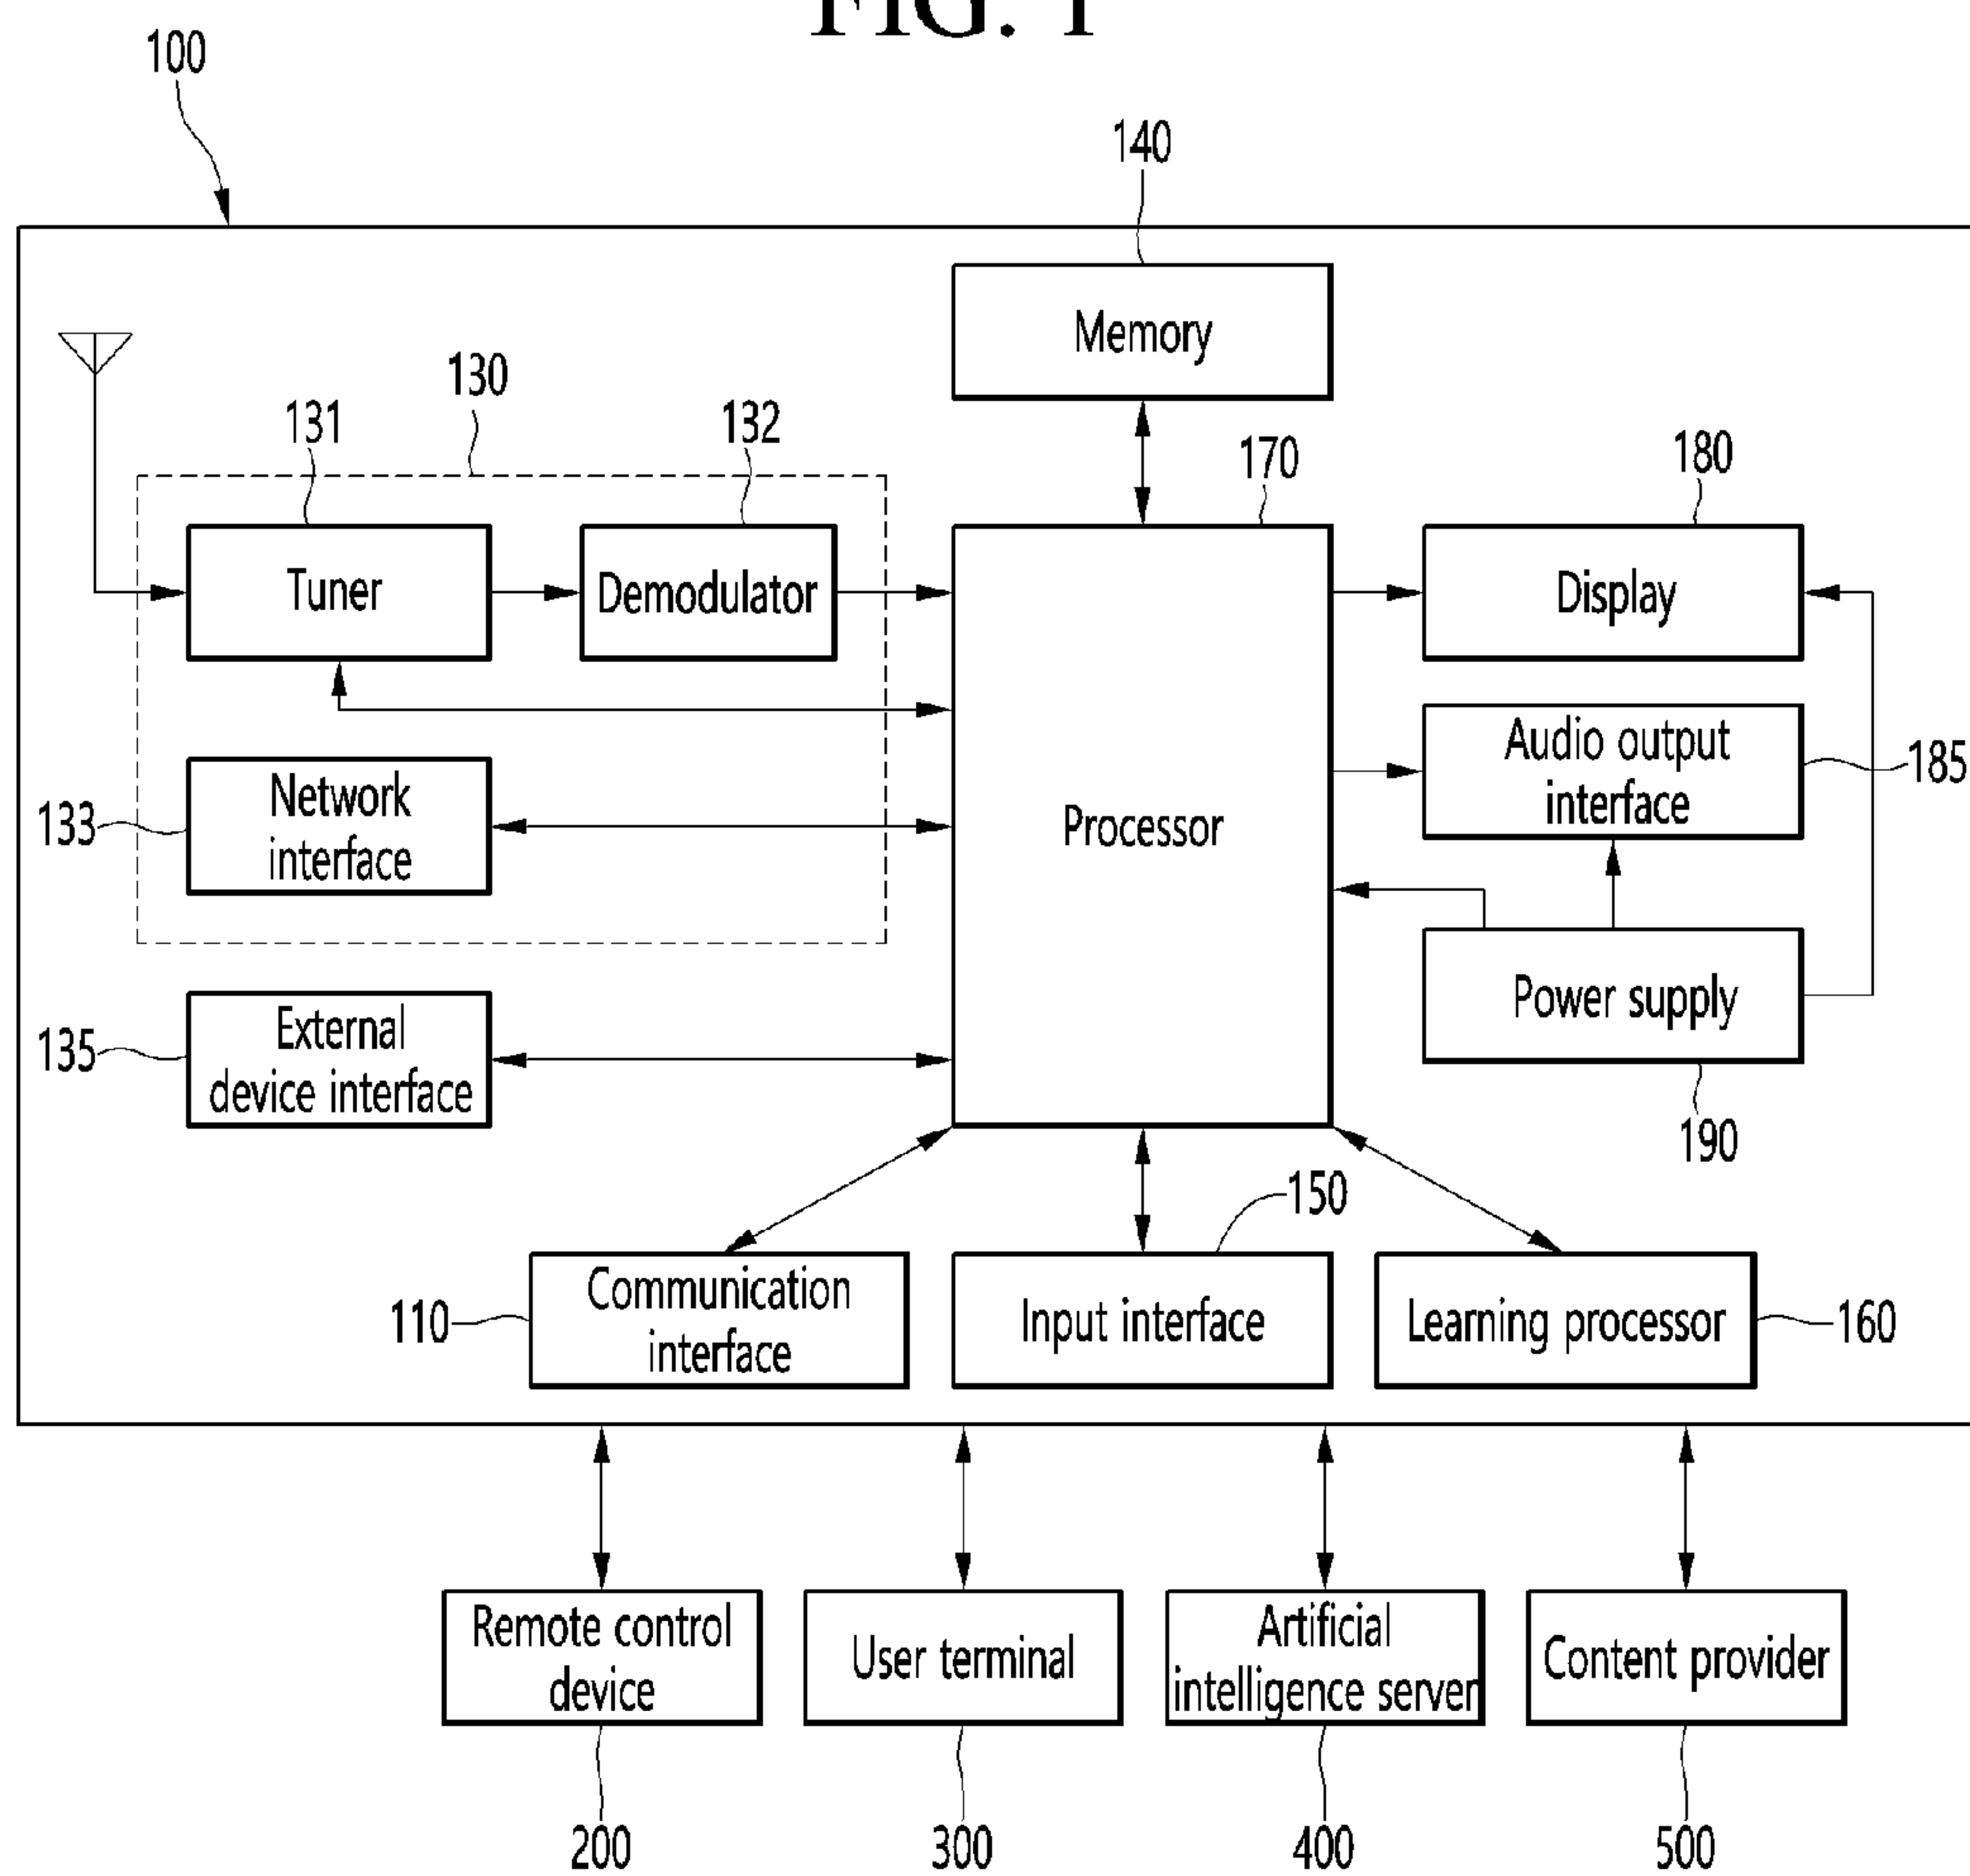 FIG. 1
100
140
Memory
130
131
132
170
180
Tuner
Demodulator
Display
Processor
Audio output
interface
185
133
Network
interface
Power supply
190
135
External
device interface
150
110
Communication
interface
Input interface
Learning processor
160
Remote control
device
User terminal
Artificial
intelligence server
Content provider
200
300
400
500